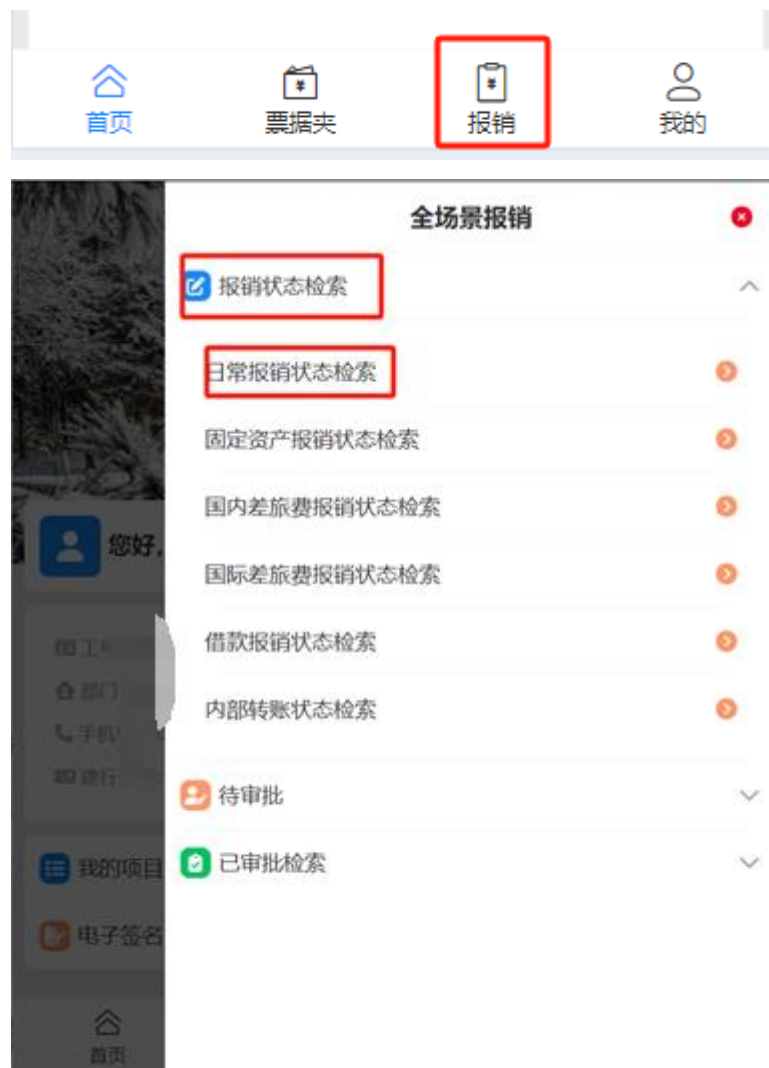 首页
票据夹
报销
我的
全场景报销
报销状态检索
日常报销状态检索
固定资产报销状态检索
国内差旅费报销状态检索
您好,
国际差旅费报销状态检索
工号
借款报销状态检索
部门
内部转账状态检索
手机
建行
待审批
我的项目
已审批检索
电子签名
首页